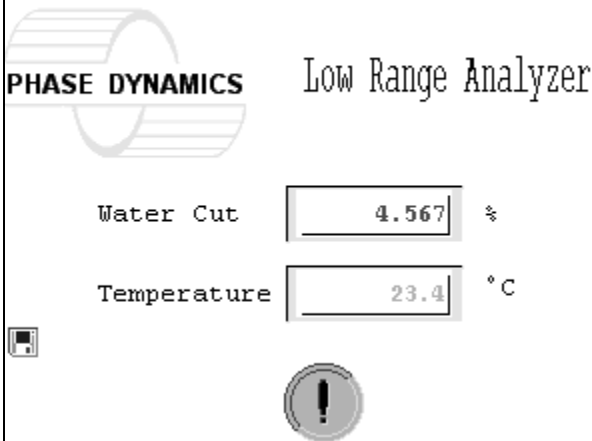 PHASE DYNAMICS
Low Range Analyzer
Water Cut 4.567 %
Temperature 23.4 °C
!